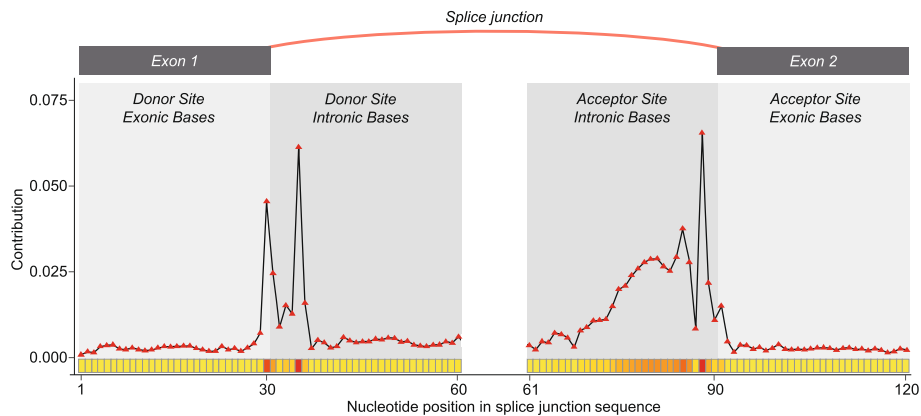 Splice junction
Exon 1
Exon 2
Donor Site
Exonic Bases
Donor Site
Intronic Bases
Acceptor Site
Intronic Bases
Acceptor Site
Exonic Bases
0.075
0.050
0.025
0.000
Contribution
1
30
60
61
90
120
Nucleotide position in splice junction sequence